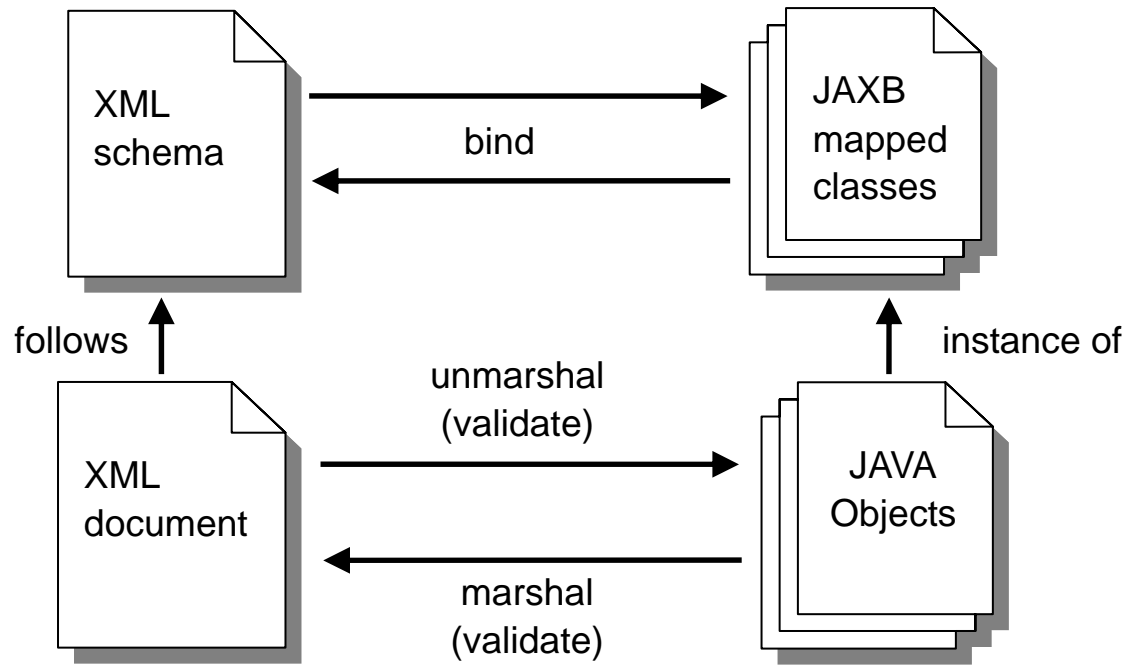 XML
schema
bind
JAXB
mapped
classes
follows
instance of
unmarshal
(validate)
XML
document
JAVA
Objects
marshal
(validate)